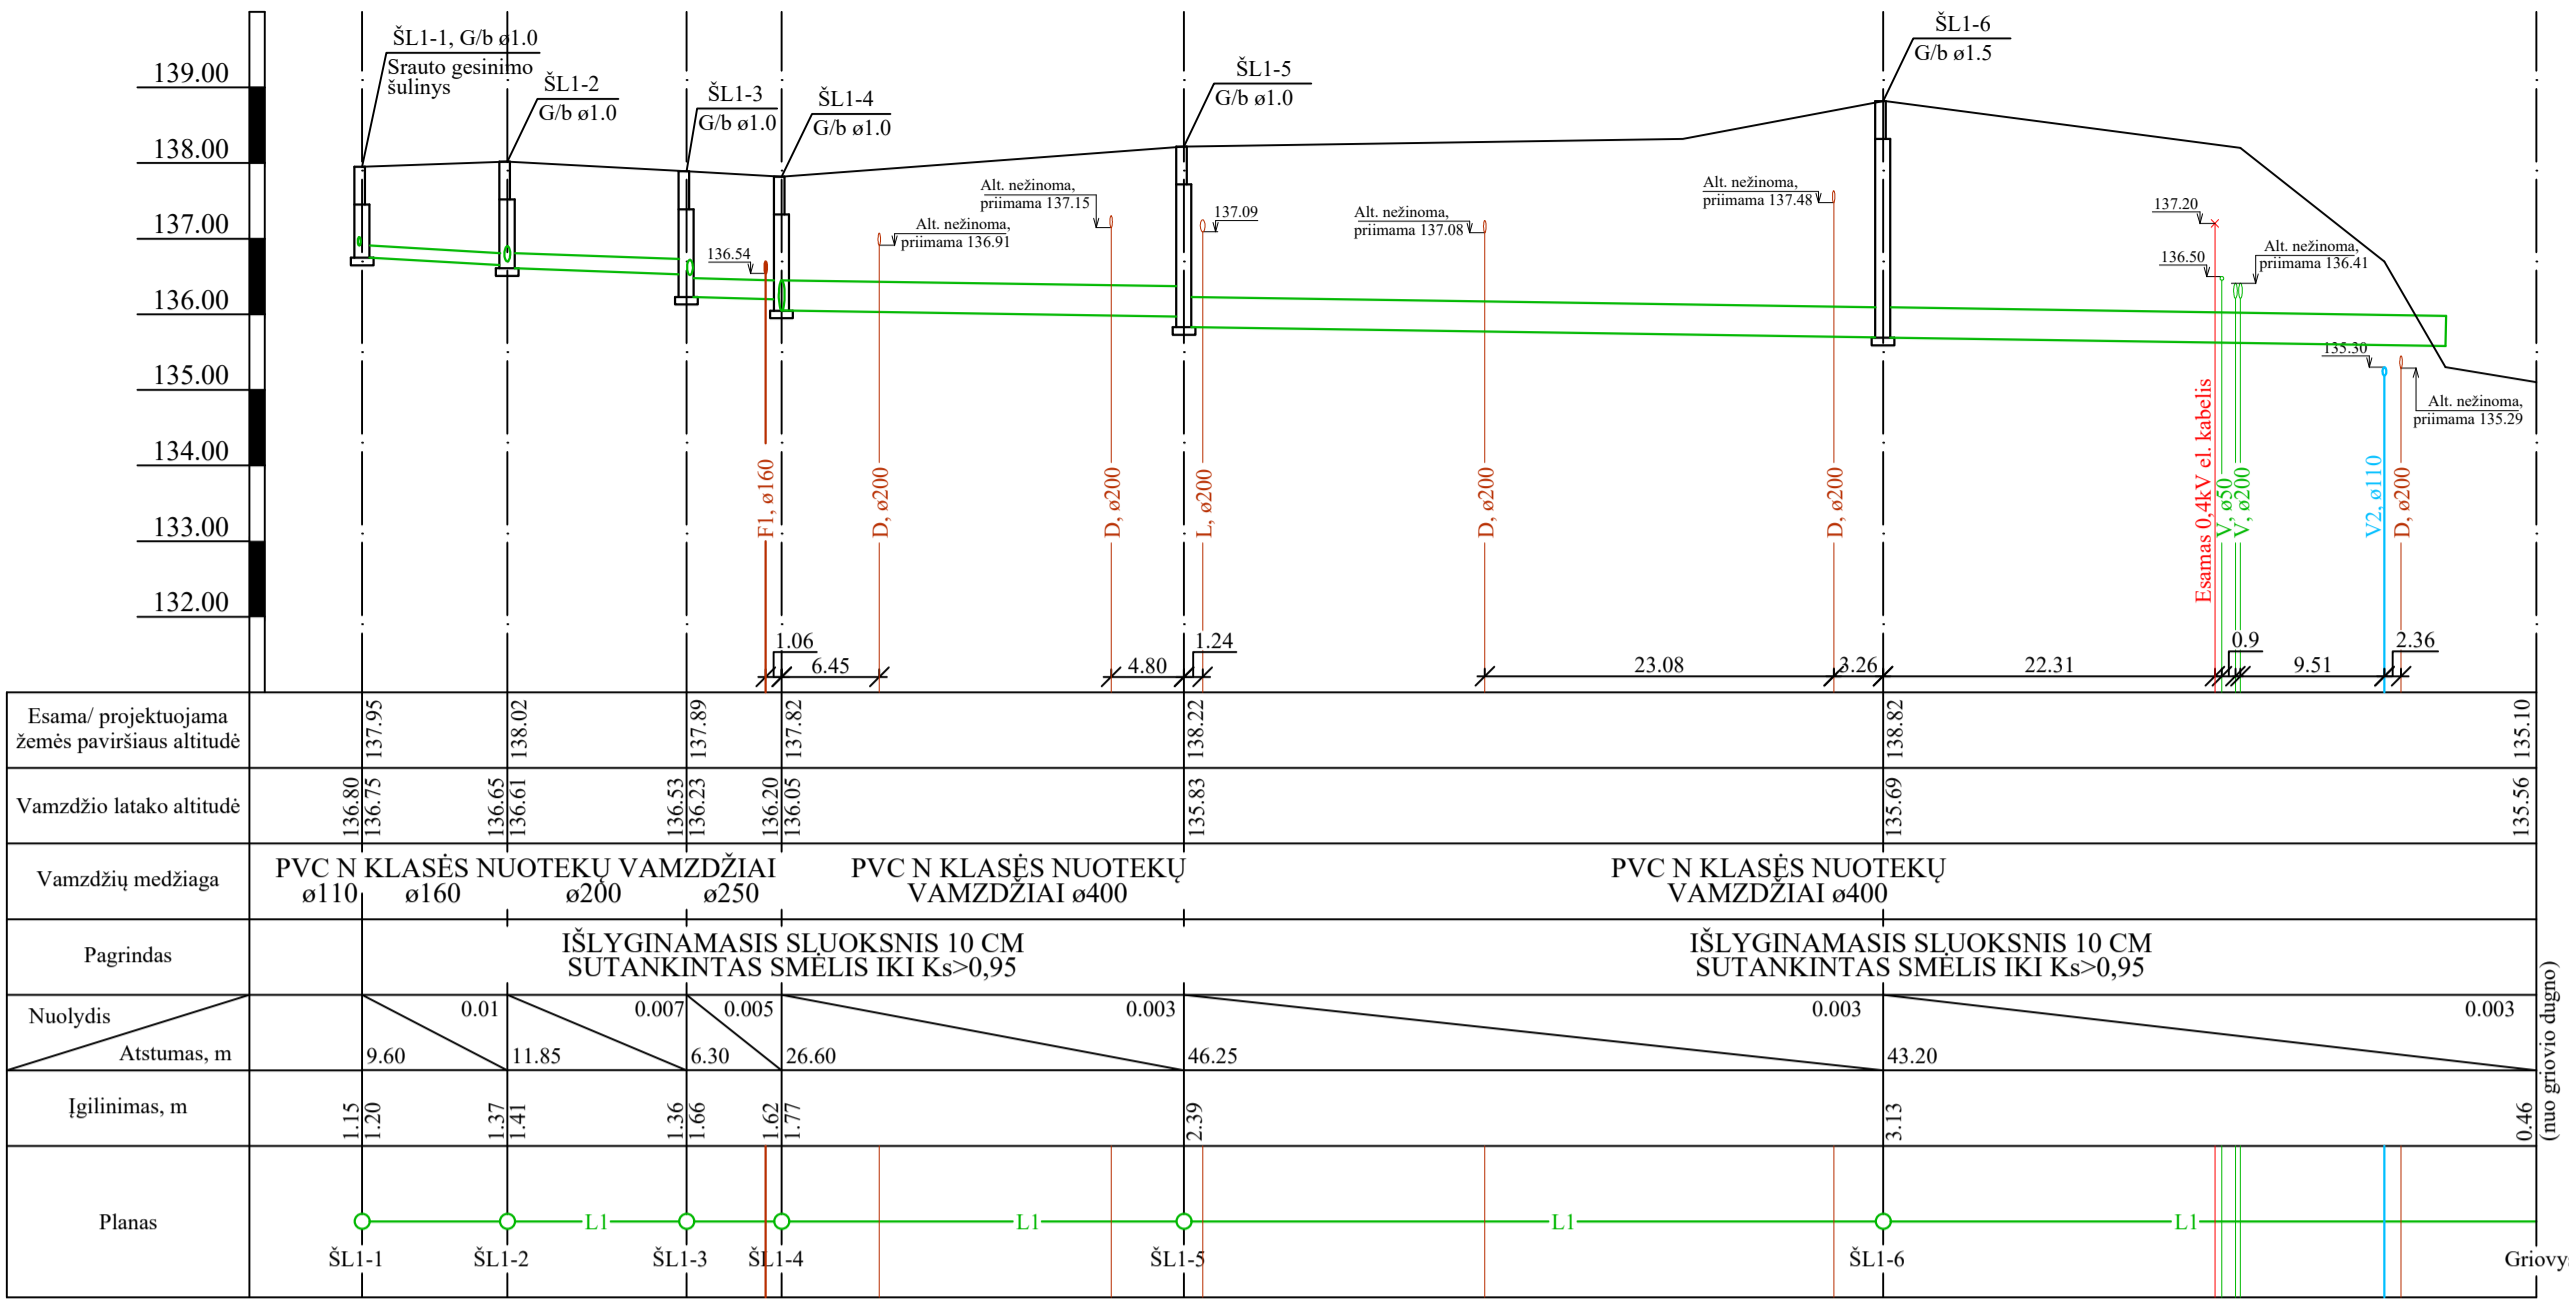 ŠL1-1, G/b ø1.0
Srauto gesinimo
šulinys
ŠL1-2
G/b ø1.0
ŠL1-3
G/b ø1.0
ŠL1-4
G/b ø1.0
ŠL1-5
G/b ø1.0
ŠL1-6
G/b ø1.5
139.00
138.00
137.00
136.00
135.00
134.00
133.00
132.00
136.54
Alt. nežinoma,
priimama 136.91
Alt. nežinoma,
priimama 137.15
137.09
Alt. nežinoma,
priimama 137.08
Alt. nežinoma,
priimama 137.48
137.20
136.50
Alt. nežinoma,
priimama 136.41
135.30
Alt. nežinoma,
priimama 135.29
F1, ø160
D, ø200
D, ø200
L, ø200
D, ø200
D, ø200
Esamas 0,4kV el. kabelis
V, ø50
V, ø200
V2, ø110
D, ø200
1.06
6.45
4.80
1.24
23.08
3.26
22.31
0.9
9.51
2.36
Esama/ projektuojama
žemės paviršiaus altitudė
137.95
138.02
137.89
137.82
138.22
138.82
135.10
Vamzdžio latako altitudė
136.80
136.75
136.65
136.61
136.53
136.23
136.20
136.05
135.83
135.69
135.56
Vamzdžių medžiaga
PVC N KLASĖS NUOTEKŲ VAMZDŽIAI
ø110 ø160 ø200 ø250
PVC N KLASĖS NUOTEKŲ
VAMZDŽIAI ø400
PVC N KLASĖS NUOTEKŲ
VAMZDŽIAI ø400
Pagrindas
IŠLYGINAMASIS SLUOKSNIS 10 CM
SUTANKINTAS SMĖLIS IKI Ks>0,95
IŠLYGINAMASIS SLUOKSNIS 10 CM
SUTANKINTAS SMĖLIS IKI Ks>0,95
Nuolydis
0.01
0.007
0.005
0.003
0.003
0.003
Atstumas, m
9.60
11.85
6.30
26.60
46.25
43.20
Įgilinimas, m
1.15
1.20
1.37
1.41
1.36
1.66
1.62
1.77
2.39
3.13
0.46
(nuo griovio dugno)
Planas
L1
L1
L1
L1
ŠL1-1
ŠL1-2
ŠL1-3
ŠL1-4
ŠL1-5
ŠL1-6
Griovys